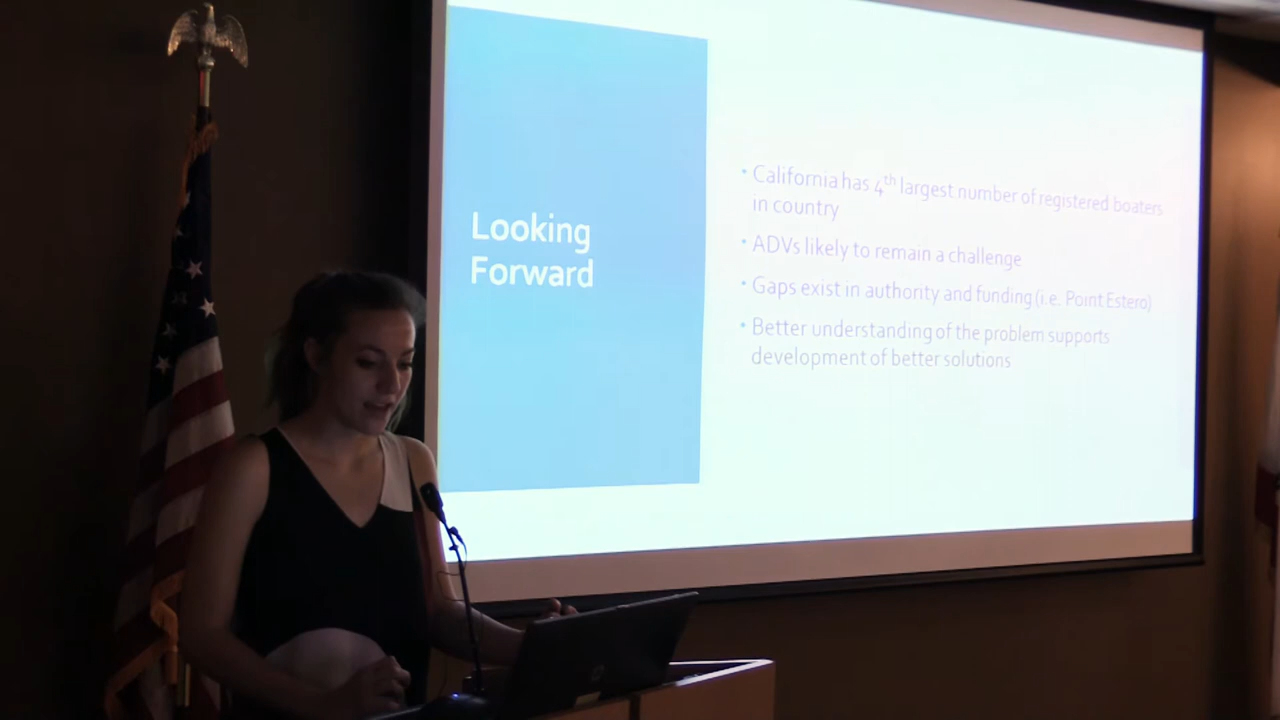 Looking
Forward
• California has 4th largest number of registered boaters
in country
• ADVs likely to remain a challenge
• Gaps exist in authority and funding (i.e. Point Estero)
• Better understanding of the problem supports
development of better solutions